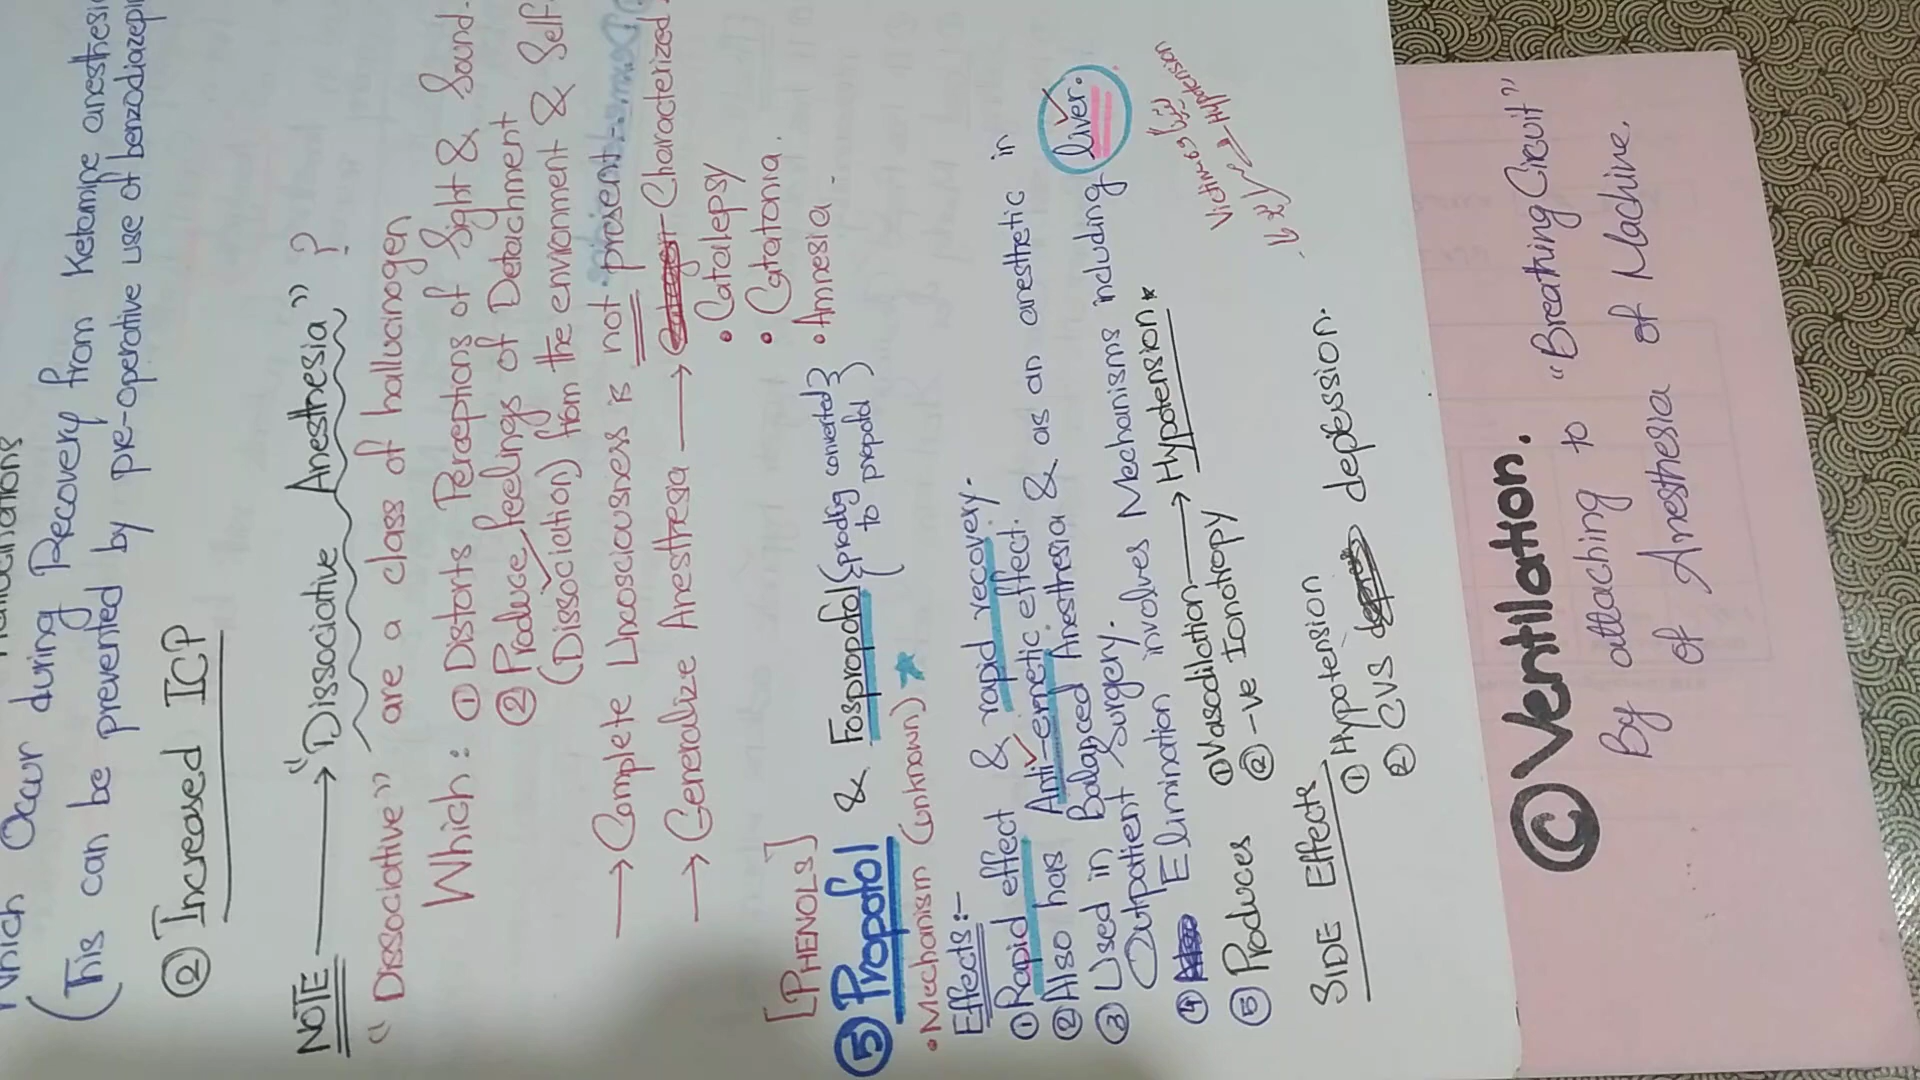 which Occur during Recovery from Ketamine
(This can be prevented by pre-operative use of
② Increased ICP
NOTE → "Dissociative Anesthesia" ?
"Dissociative" are a class of hallucinogen
Which : ① Distorts Perceptions of Sight & Sound.
② Produse feelings of Detachment
(Dissociation) from the environment & Self
→ Complete Unconsciousness is not present.
→ Generalize Anesthesia → Characterized
• Catalepsy
• Catatonia.
• Amnesia.
[PHENOLS]
⑤ Propofol & Fospropofol {prodrug converted to propofol}
• Mechanism (unknown) ★
Effects:-
① Rapid effect & rapid recovery.
② Also has Anti-emetic effect.
③ Used in Balanced Anesthesia & as an anesthetic in
Outpatient Surgery.
④ Elimination involves Mechanisms including liver.
⑤ Produces ① Vasodilation → Hypotension*
② -ve Ionotropy
Hypotension
SIDE Effects
① Hypotension
② CVS depression.
Ⓒ Ventillation.
By attaching to "Breathing Circuit"
of Anesthesia of Machine.